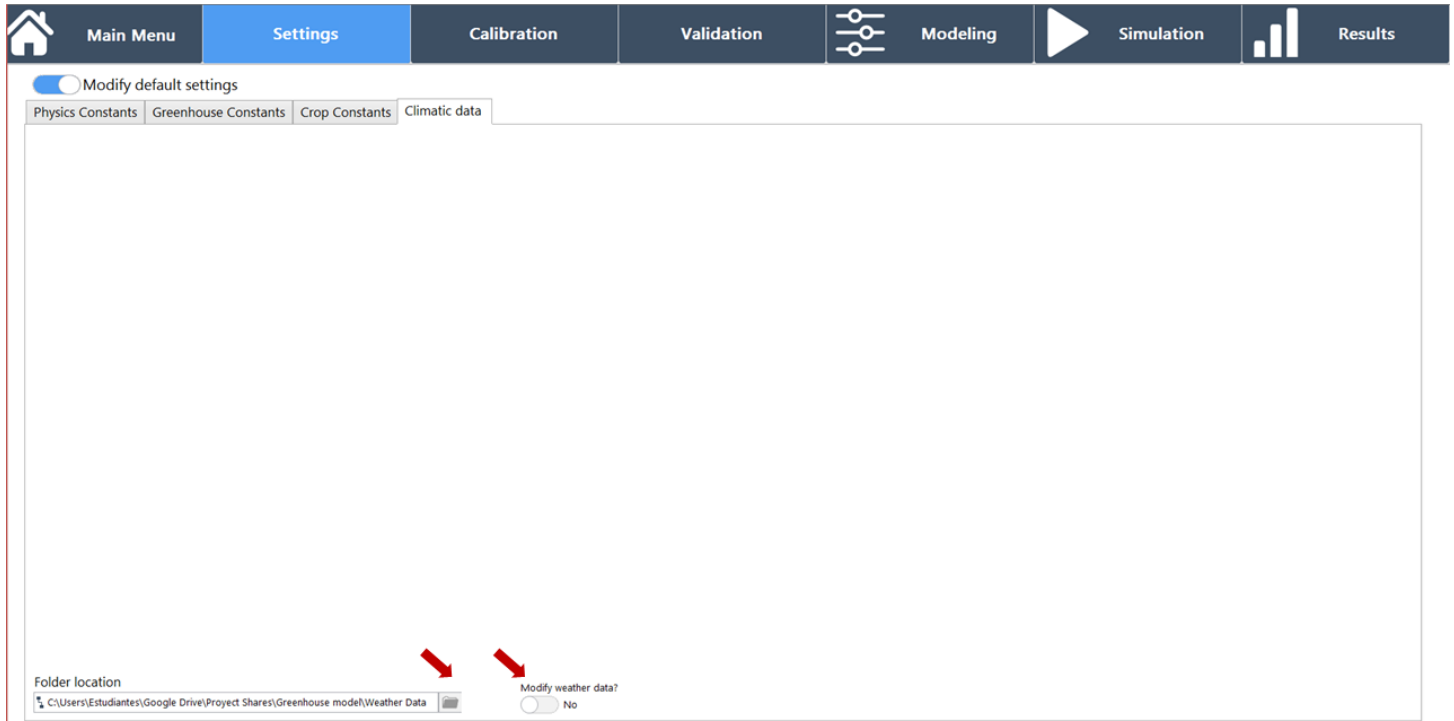 Main Menu Settings Calibration Validation Modeling Simulation Results
Modify default settings
Physics Constants Greenhouse Constants Crop Constants Climatic data
Folder location
C:\Users\Estudiantes\Google Drive\Proyect Shares\Greenhouse model\Weather Data
Modify weather data?
No